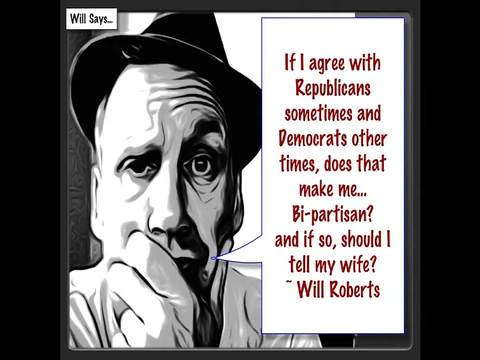 Will Says...
If I agree with
Republicans
sometimes and
Democrats other
times, does that
make me...
Bi-partisan?
and if so, should I
tell my wife?
~ Will Roberts